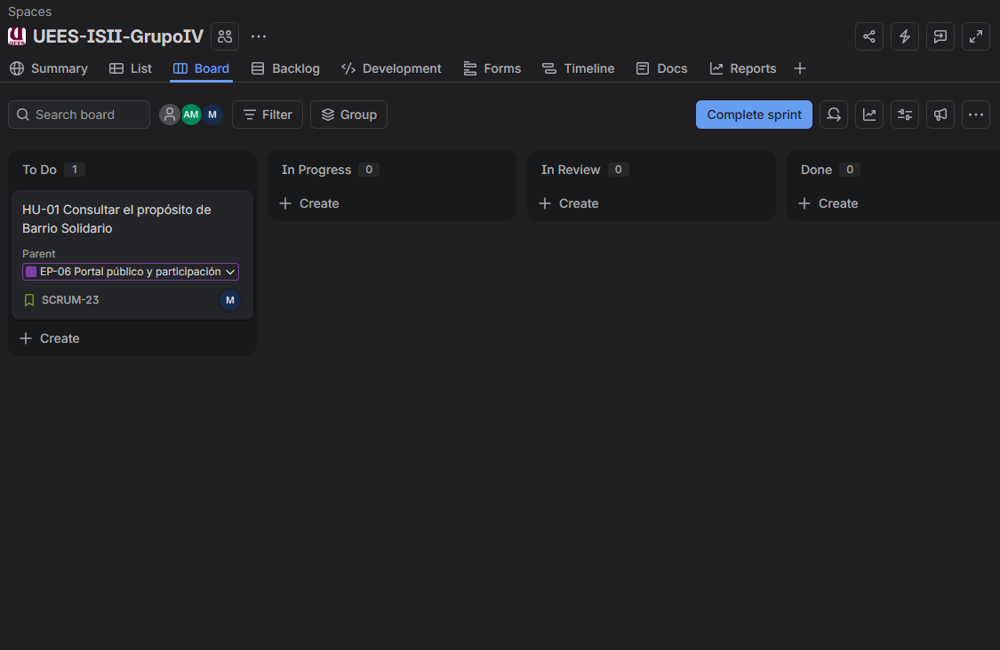 Spaces
UEES-ISII-GrupoIV
Summary List Board Backlog Development Forms Timeline Docs Reports
Search board AM M Filter Group Complete sprint
To Do 1
HU-01 Consultar el propósito de
Barrio Solidario
Parent
EP-06 Portal público y participación
SCRUM-23 M
Create
In Progress 0
Create
In Review 0
Create
Done 0
Create